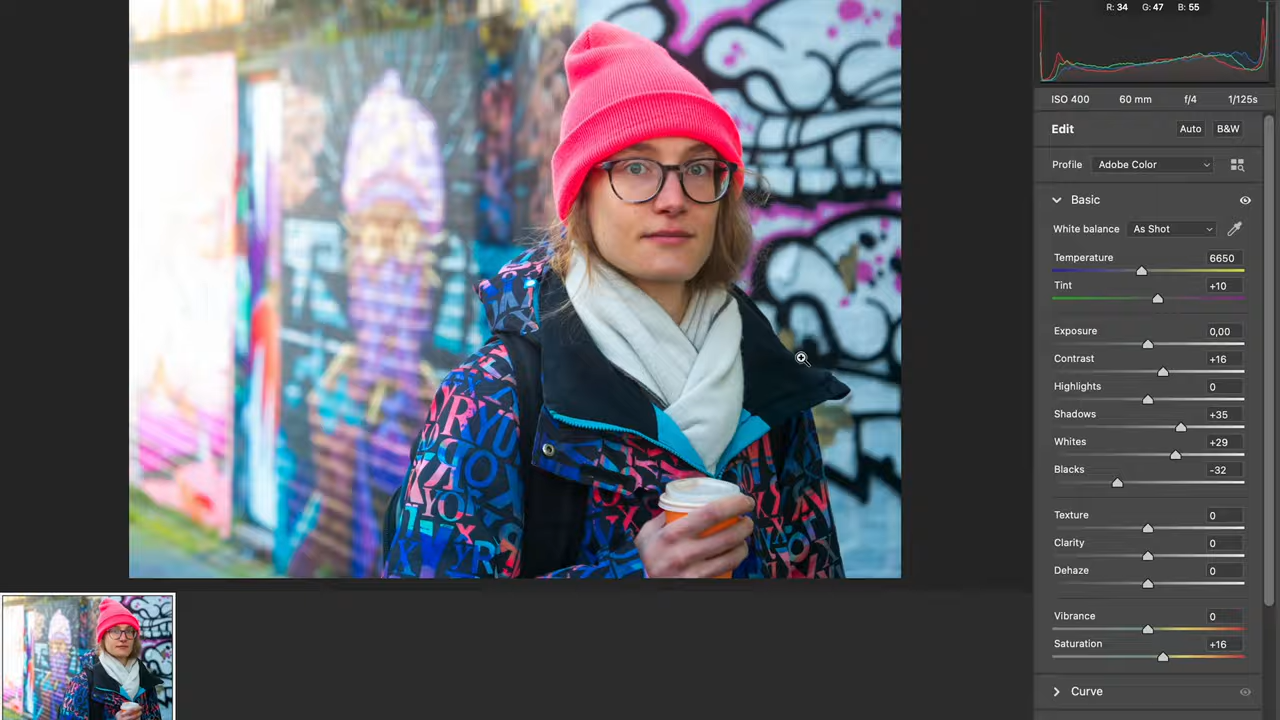 R: 34 G: 47 B: 55
ISO 400 60 mm f/4 1/125s
Edit Auto B&W
Profile Adobe Color
Basic
White balance As Shot
Temperature 6650
Tint +10
Exposure 0,00
Contrast +16
Highlights 0
Shadows +35
Whites +29
Blacks -32
Texture 0
Clarity 0
Dehaze 0
Vibrance 0
Saturation +16
Curve